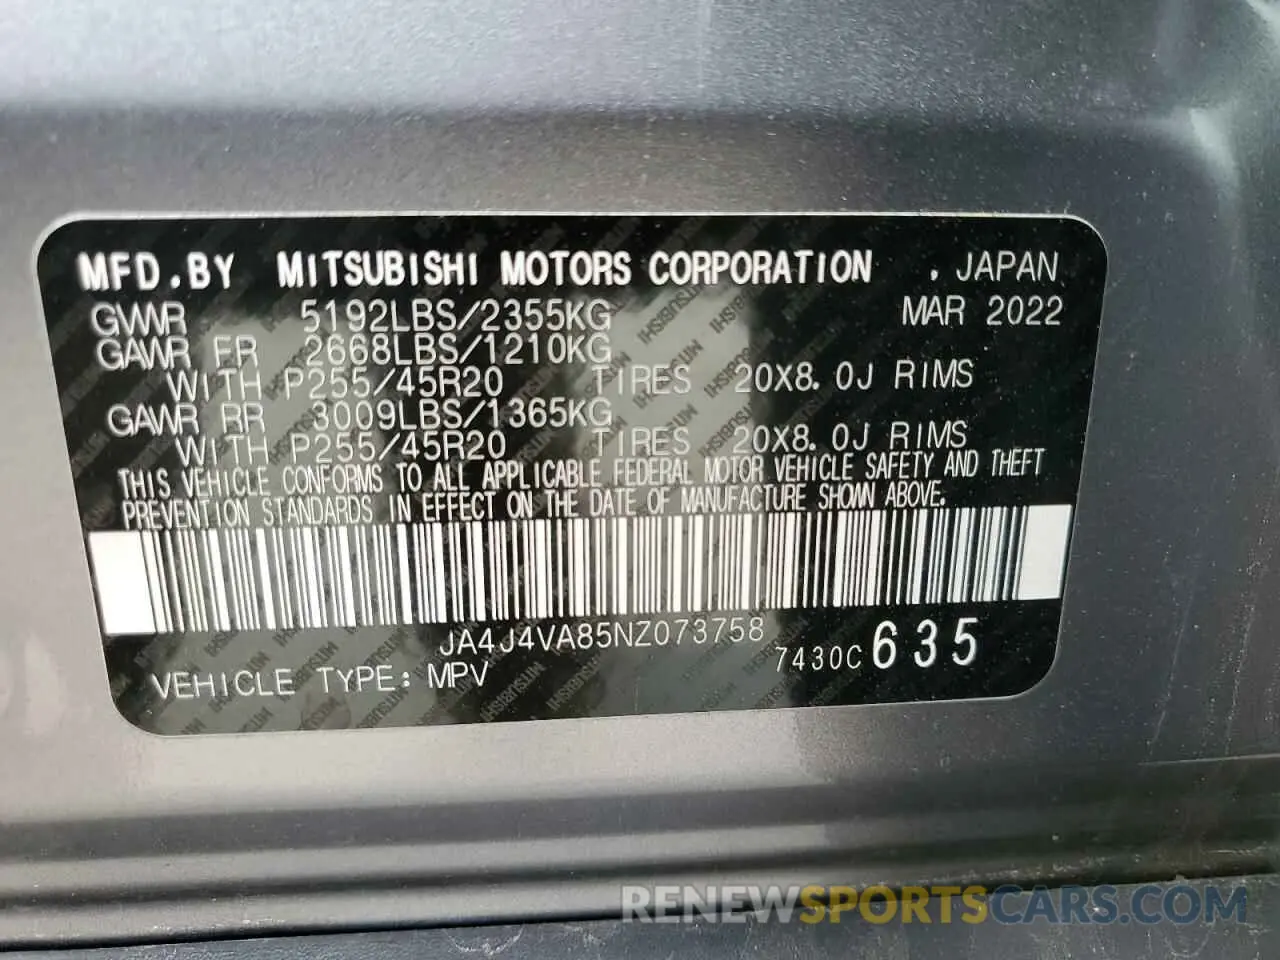 MFD.BY MITSUBISHI MOTORS CORPORATION . JAPAN
GVWR 5192LBS/2355KG MAR 2022
GAWR FR 2668LBS/1210KG
WITH P255/45R20 TIRES 20X8.0J RIMS
GAWR RR 3009LBS/1365KG
WITH P255/45R20 TIRES 20X8.0J RIMS
THIS VEHICLE CONFORMS TO ALL APPLICABLE FEDERAL MOTOR VEHICLE SAFETY AND THEFT
PREVENTION STANDARDS IN EFFECT ON THE DATE OF MANUFACTURE SHOWN ABOVE.
JA4J4VA85NZ073758
7430C 635
VEHICLE TYPE: MPV
RENEWSPORTSCARS.COM